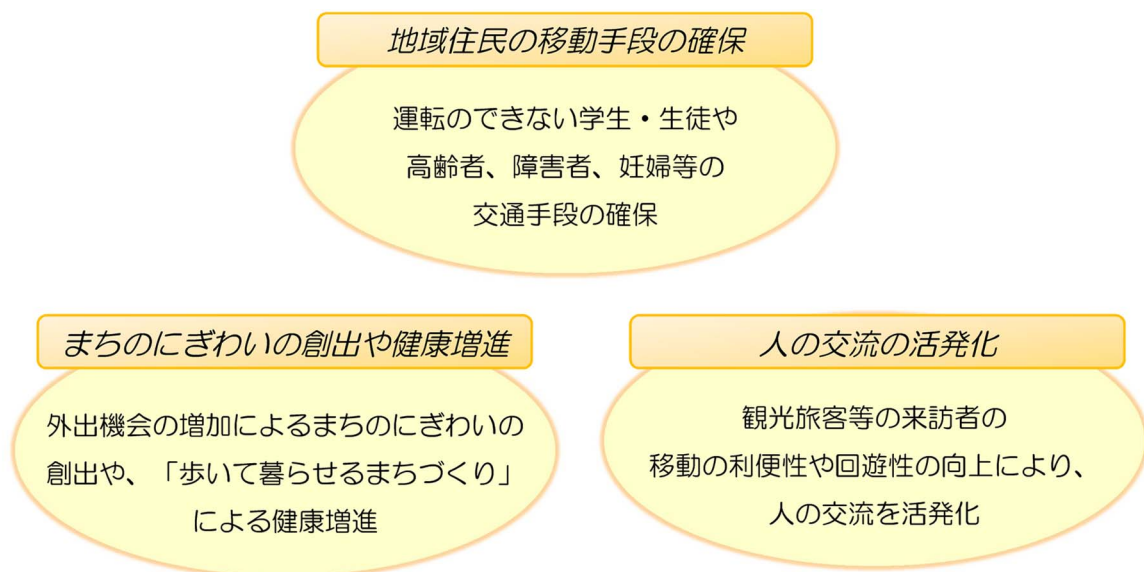 地域住民の移動手段の確保
運転のできない学生・生徒や
高齢者、障害者、妊婦等の
交通手段の確保
まちのにぎわいの創出や健康増進
外出機会の増加によるまちのにぎわいの
創出や、「歩いて暮らせるまちづくり」
による健康増進
人の交流の活発化
観光旅客等の来訪者の
移動の利便性や回遊性の向上により、
人の交流を活発化